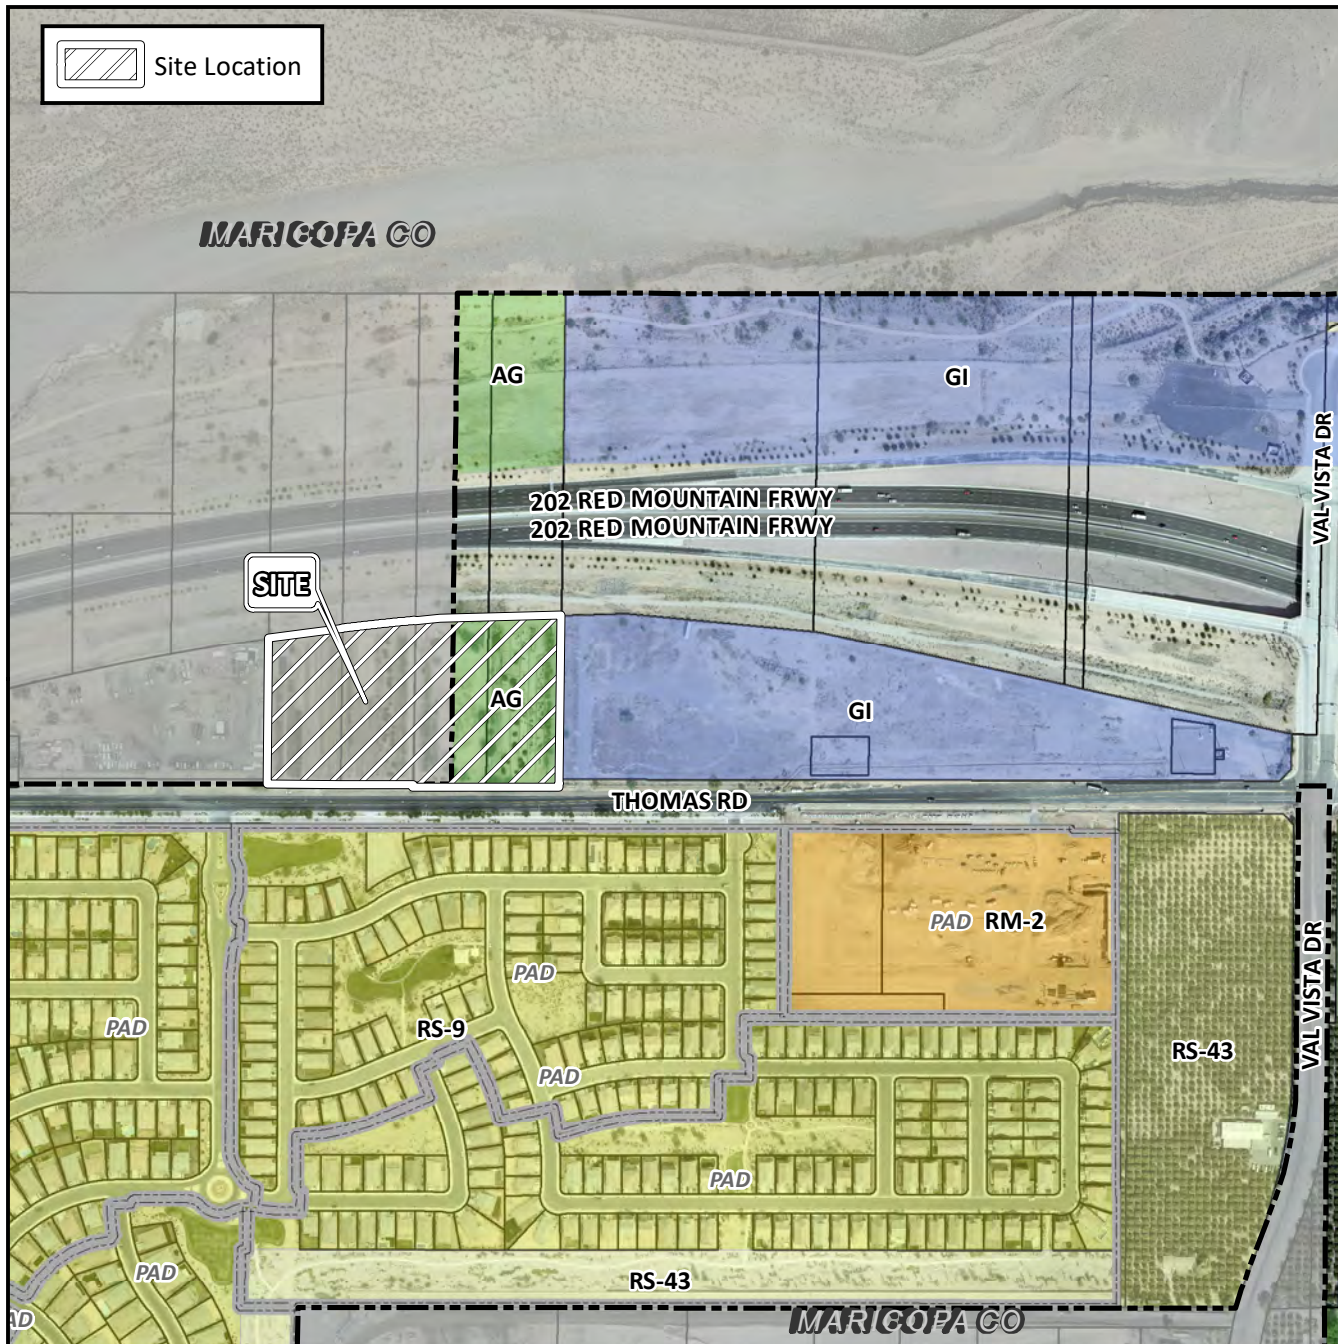 Site Location
MARICOPA CO
AG
GI
VAL VISTA DR
202 RED MOUNTAIN FRWY
202 RED MOUNTAIN FRWY
SITE
AG
GI
THOMAS RD
PAD RM-2
PAD
PAD
RS-9
RS-43
VAL VISTA DR
PAD
PAD
PAD
RS-43
AD
MARICOPA CO